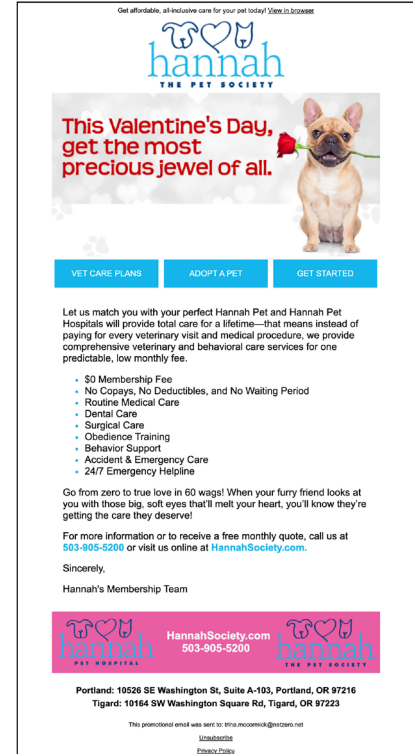 Get affordable, all-inclusive care for your pet today! View in browser
hannah
THE PET SOCIETY
This Valentine's Day,
get the most
precious jewel of all.
VET CARE PLANS
ADOPT A PET
GET STARTED
Let us match you with your perfect Hannah Pet and Hannah Pet
Hospitals will provide total care for a lifetime—that means instead of
paying for every veterinary visit and medical procedure, we provide
comprehensive veterinary and behavioral care services for one
predictable, low monthly fee.
• $0 Membership Fee
• No Copays, No Deductibles, and No Waiting Period
• Routine Medical Care
• Dental Care
• Surgical Care
• Obedience Training
• Behavior Support
• Accident & Emergency Care
• 24/7 Emergency Helpline
Go from zero to true love in 60 wags! When your furry friend looks at
you with those big, soft eyes that'll melt your heart, you'll know they're
getting the care they deserve!
For more information or to receive a free monthly quote, call us at
503-905-5200 or visit us online at HannahSociety.com.
Sincerely,
Hannah's Membership Team
hannah
PET HOSPITAL
HannahSociety.com
503-905-5200
hannah
THE PET SOCIETY
Portland: 10526 SE Washington St, Suite A-103, Portland, OR 97216
Tigard: 10164 SW Washington Square Rd, Tigard, OR 97223
This promotional email was sent to: trina.mccormick@netzero.net
Unsubscribe
Privacy Policy